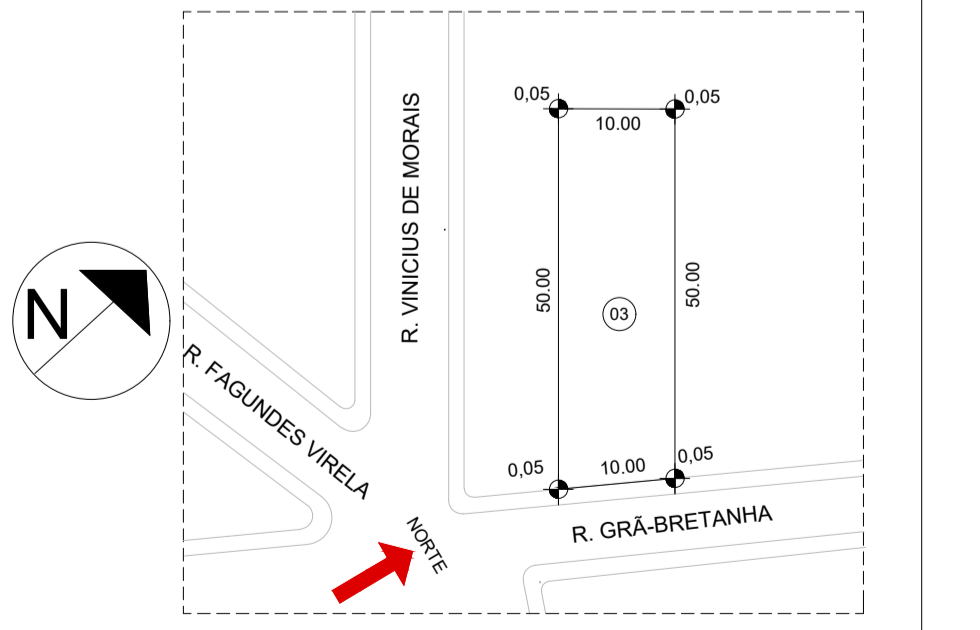 0,05
0,05
10.00
R. VINICIUS DE MORAIS
50.00
50.00
03
N
R. FAGUNDES VIRELA
0,05
10.00
0,05
R. GRÃ-BRETANHA
NORTE